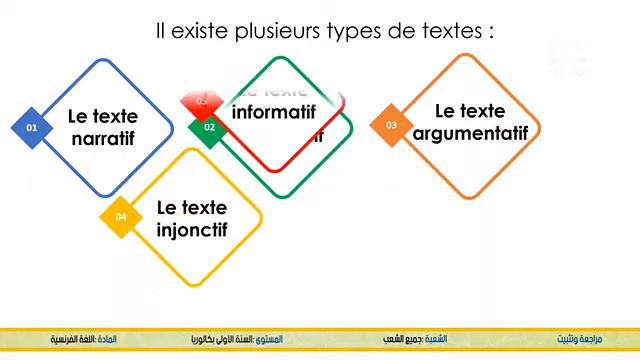 Il existe plusieurs types de textes :
01
Le texte
narratif
02
05
Le texte
informatif
03
Le texte
argumentatif
04
Le texte
injonctif
مراجعة وتثبيت
الشعبة :جميع الشعب
المستوى :السنة الأولى بكالوريا
المادة :اللغة الفرنسية